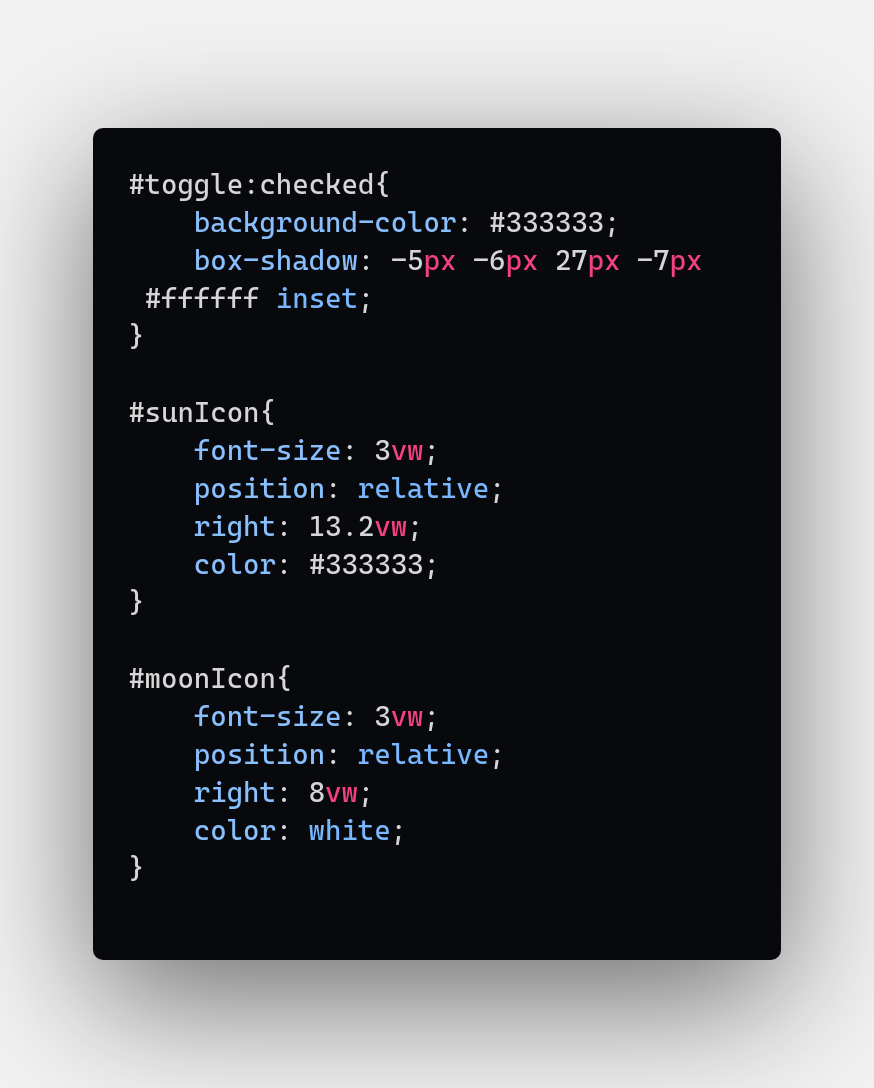 #toggle:checked{
    background-color: #333333;
    box-shadow: -5px -6px 27px -7px
 #ffffff inset;
}

#sunIcon{
    font-size: 3vw;
    position: relative;
    right: 13.2vw;
    color: #333333;
}

#moonIcon{
    font-size: 3vw;
    position: relative;
    right: 8vw;
    color: white;
}